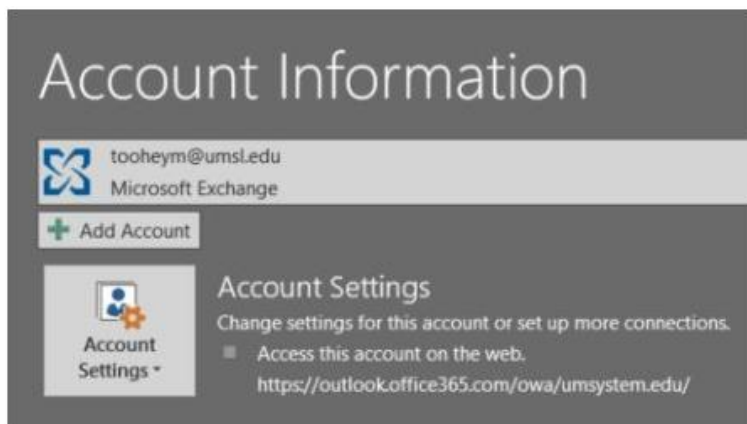 Account Information
tooheym@umsl.edu
Microsoft Exchange
Add Account
Account Settings
Change settings for this account or set up more connections.
Account
Settings
Access this account on the web.
https://outlook.office365.com/owa/umsystem.edu/